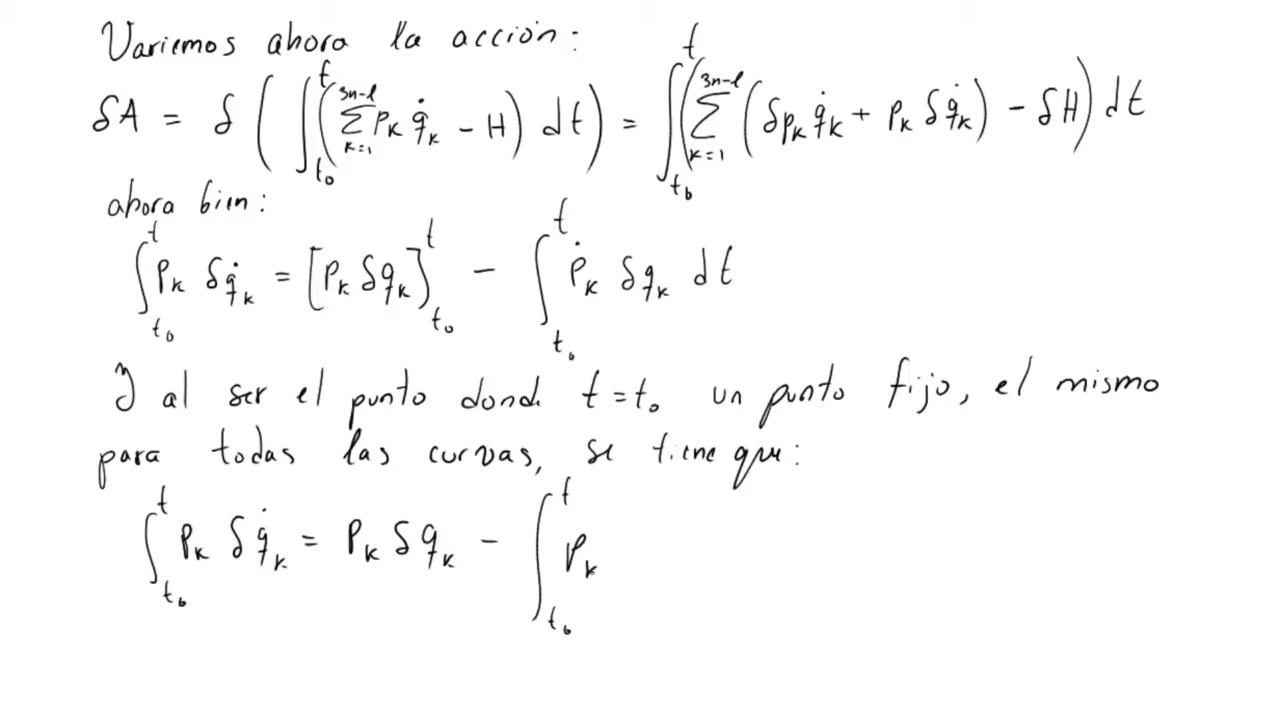 Variemos ahora la acción:
δA = δ ( ∫_{t₀}^{t} ( ∑_{k=1}^{3n-l} p_k q̇_k - H ) dt ) = ∫_{t₀}^{t} ( ∑_{k=1}^{3n-l} ( δp_k q̇_k + p_k δq̇_k ) - δH ) dt
ahora bien:
∫_{t₀}^{t} p_k δq̇_k = [ p_k δq_k ]_{t₀}^{t} - ∫_{t₀}^{t} ṗ_k δq_k dt
Y al ser el punto donde t = t₀ un punto fijo, el mismo
para todas las curvas, se tiene que:
∫_{t₀}^{t} p_k δq̇_k = p_k δq_k - ∫_{t₀}^{t} p_k